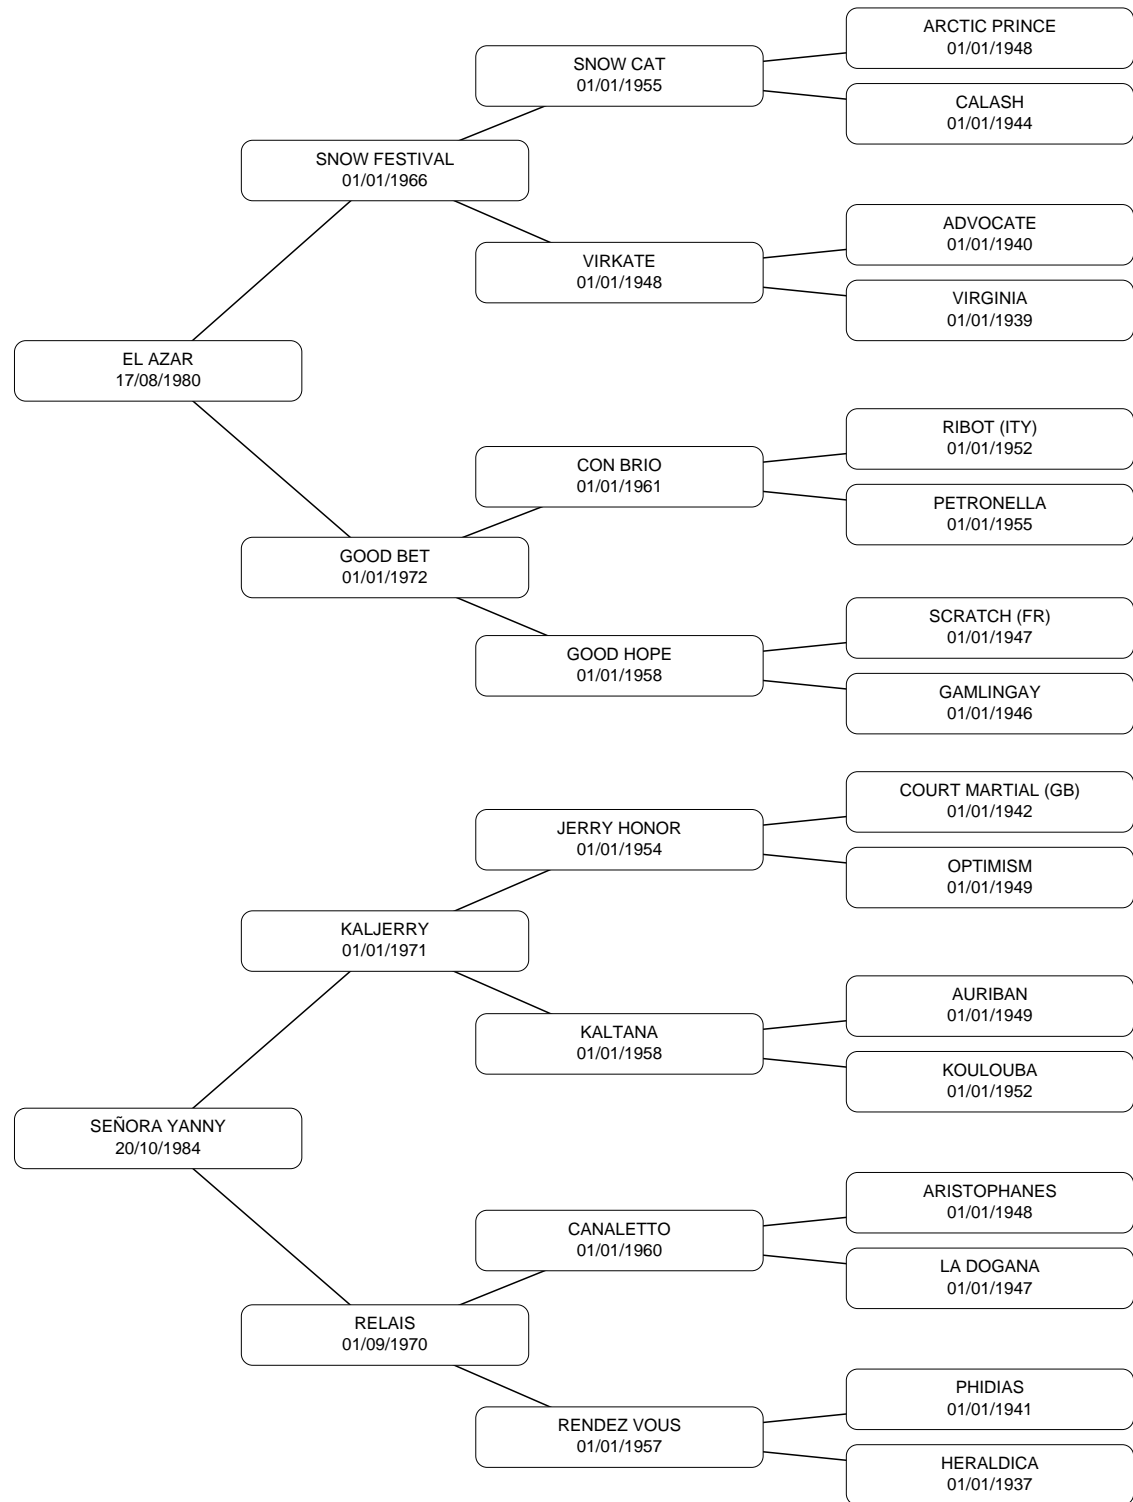 ARCTIC PRINCE
01/01/1948
SNOW CAT
01/01/1955
CALASH
01/01/1944
SNOW FESTIVAL
01/01/1966
ADVOCATE
01/01/1940
VIRKATE
01/01/1948
VIRGINIA
01/01/1939
EL AZAR
17/08/1980
RIBOT (ITY)
01/01/1952
CON BRIO
01/01/1961
PETRONELLA
01/01/1955
GOOD BET
01/01/1972
SCRATCH (FR)
01/01/1947
GOOD HOPE
01/01/1958
GAMLINGAY
01/01/1946
COURT MARTIAL (GB)
01/01/1942
JERRY HONOR
01/01/1954
OPTIMISM
01/01/1949
KALJERRY
01/01/1971
AURIBAN
01/01/1949
KALTANA
01/01/1958
KOULOUBA
01/01/1952
SEÑORA YANNY
20/10/1984
ARISTOPHANES
01/01/1948
CANALETTO
01/01/1960
LA DOGANA
01/01/1947
RELAIS
01/09/1970
PHIDIAS
01/01/1941
RENDEZ VOUS
01/01/1957
HERALDICA
01/01/1937